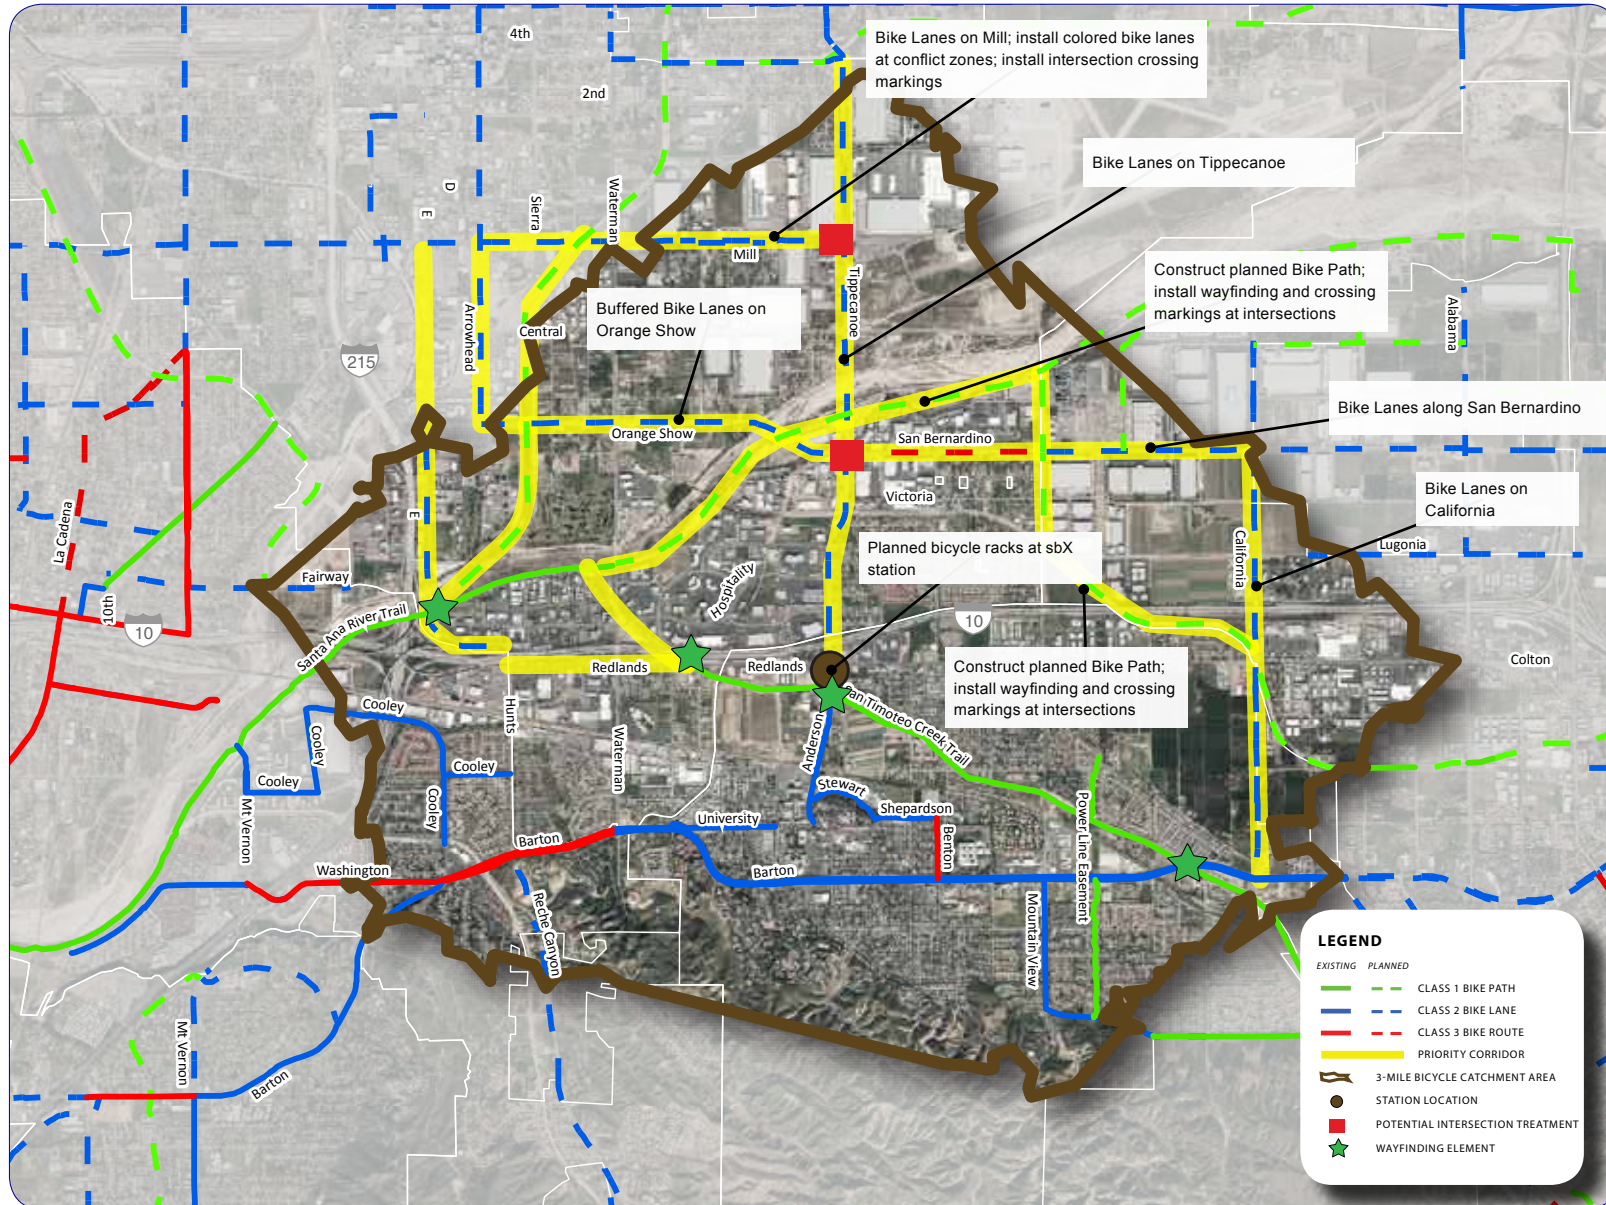 4th
2nd
Bike Lanes on Mill; install colored bike lanes
at conflict zones; install intersection crossing
markings
Bike Lanes on Tippecanoe
D
E
Sierra
Waterman
Mill
Tippecanoe
Construct planned Bike Path;
install wayfinding and crossing
markings at intersections
Buffered Bike Lanes on
Orange Show
Central
Arrowhead
215
Alabama
Bike Lanes along San Bernardino
Orange Show
San Bernardino
Victoria
E
La Cadena
Bike Lanes on
California
Lugonia
California
Planned bicycle racks at sbX
station
Fairway
Hospitality
10th
10
Santa Ana River Trail
10
Redlands
Redlands
Colton
Construct planned Bike Path;
install wayfinding and crossing
markings at intersections
San Timoteo Creek Trail
Hunts
Cooley
Cooley
Cooley
Cooley
Cooley
Waterman
Anderson
Stewart
Shepardson
Benton
Power Line Easement
University
Mt Vernon
Barton
Washington
Barton
Reche Canyon
Mountain View
Mt Vernon
Barton
LEGEND
EXISTING PLANNED
CLASS 1 BIKE PATH
CLASS 2 BIKE LANE
CLASS 3 BIKE ROUTE
PRIORITY CORRIDOR
3-MILE BICYCLE CATCHMENT AREA
STATION LOCATION
POTENTIAL INTERSECTION TREATMENT
WAYFINDING ELEMENT